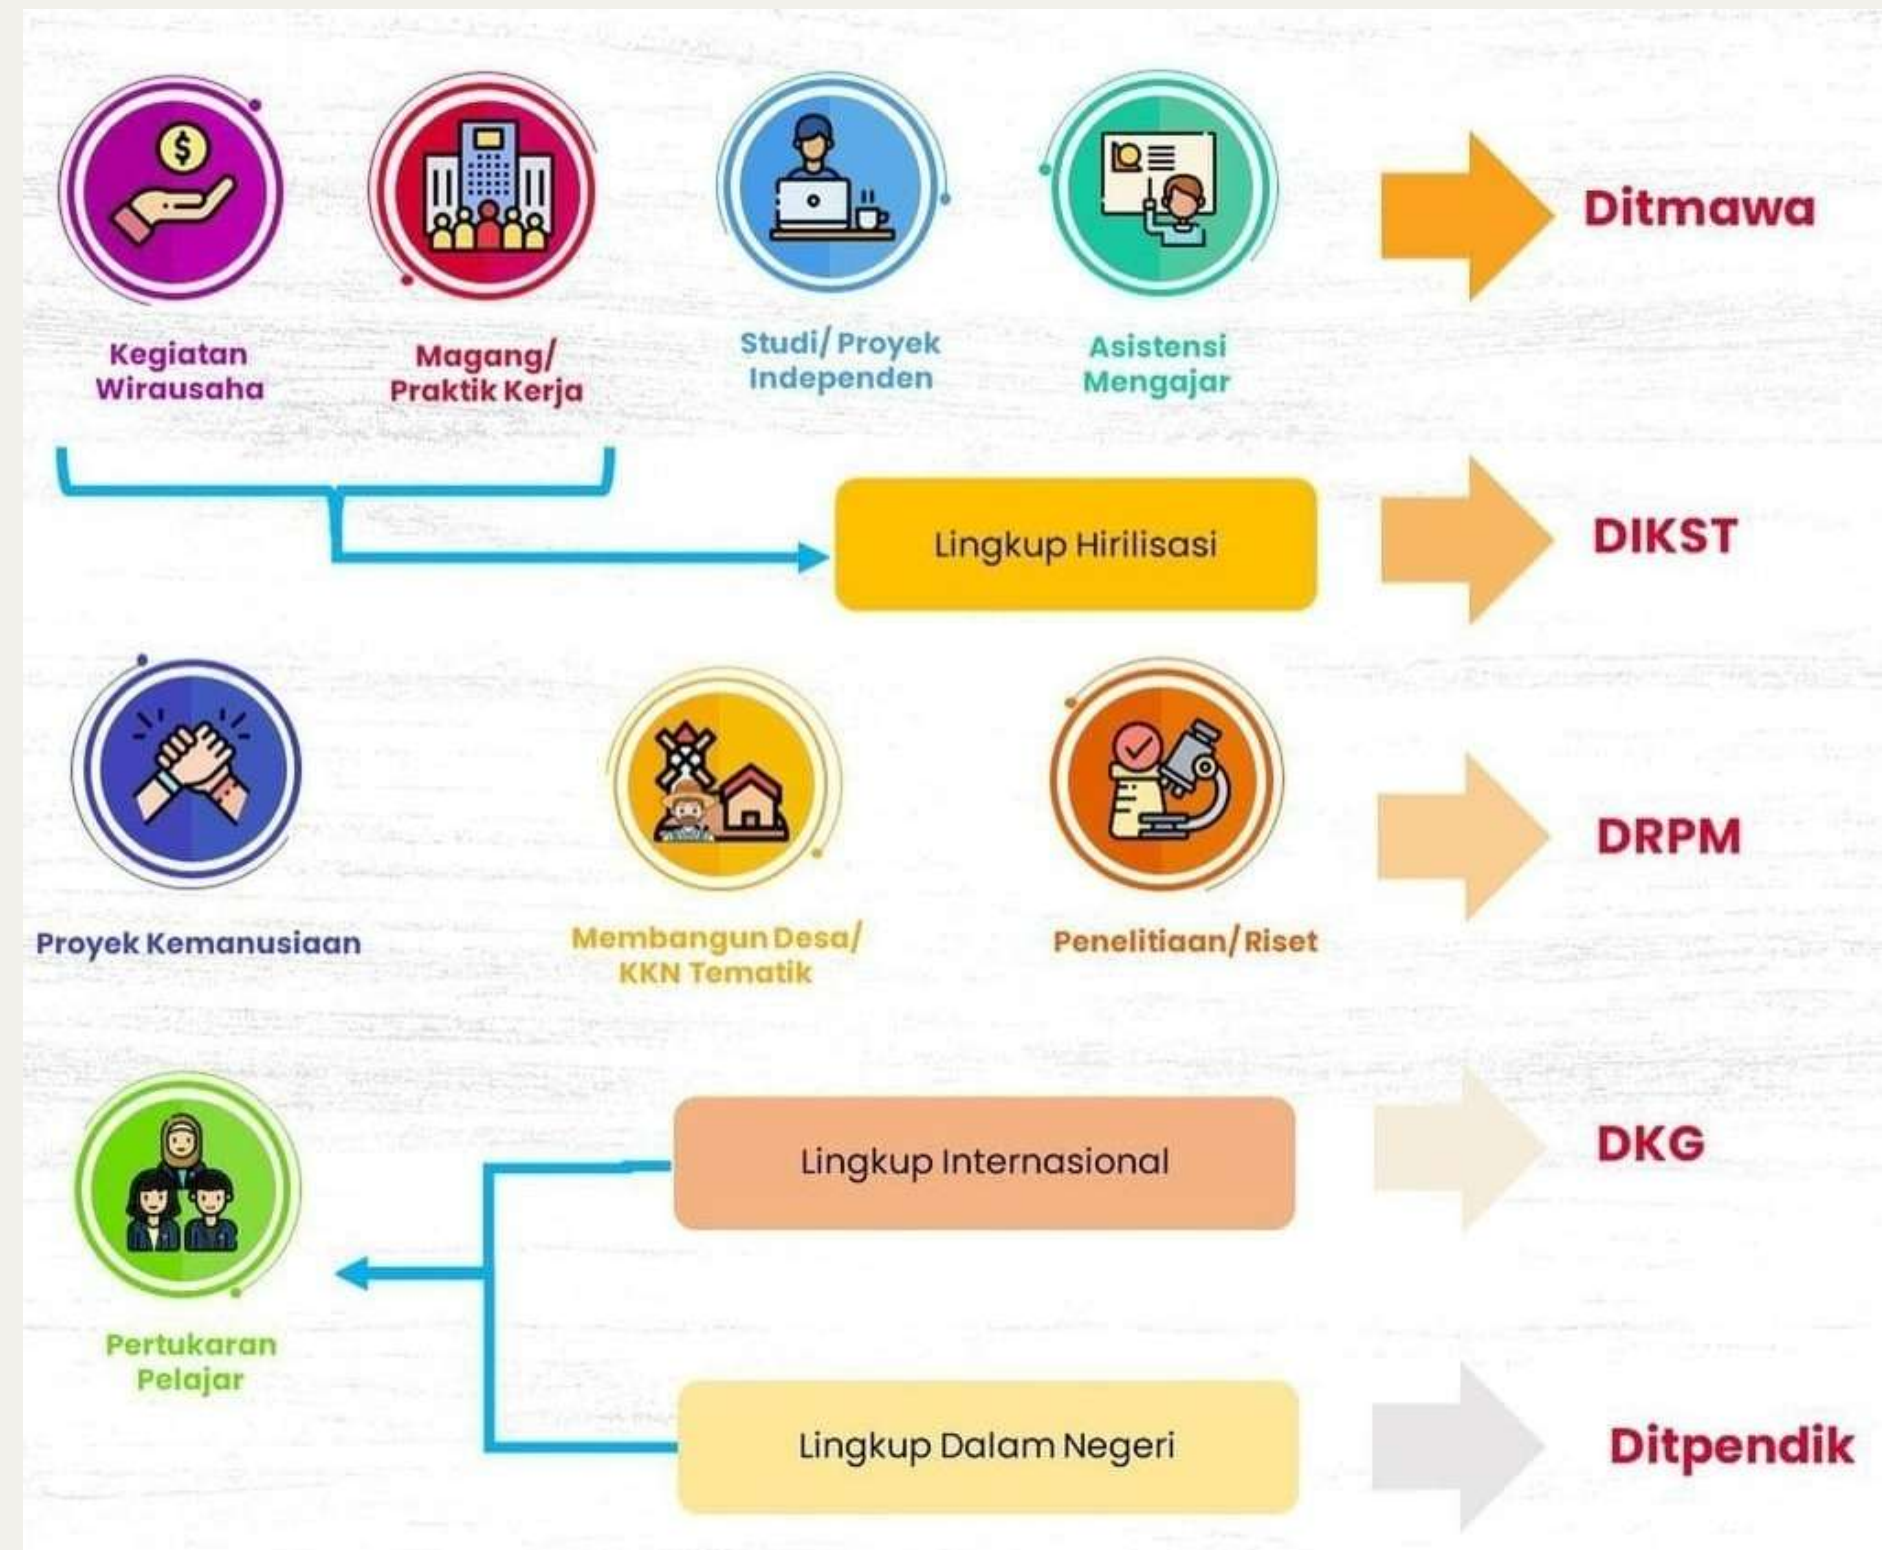 Kegiatan
Wirausaha
Magang/
Praktik Kerja
Studi/ Proyek
Independen
Asistensi
Mengajar
Ditmawa
Lingkup Hirilisasi
DIKST
Proyek Kemanusiaan
Membangun Desa/
KKN Tematik
Penelitiaan/ Riset
DRPM
Pertukaran
Pelajar
Lingkup Internasional
DKG
Lingkup Dalam Negeri
Ditpendik